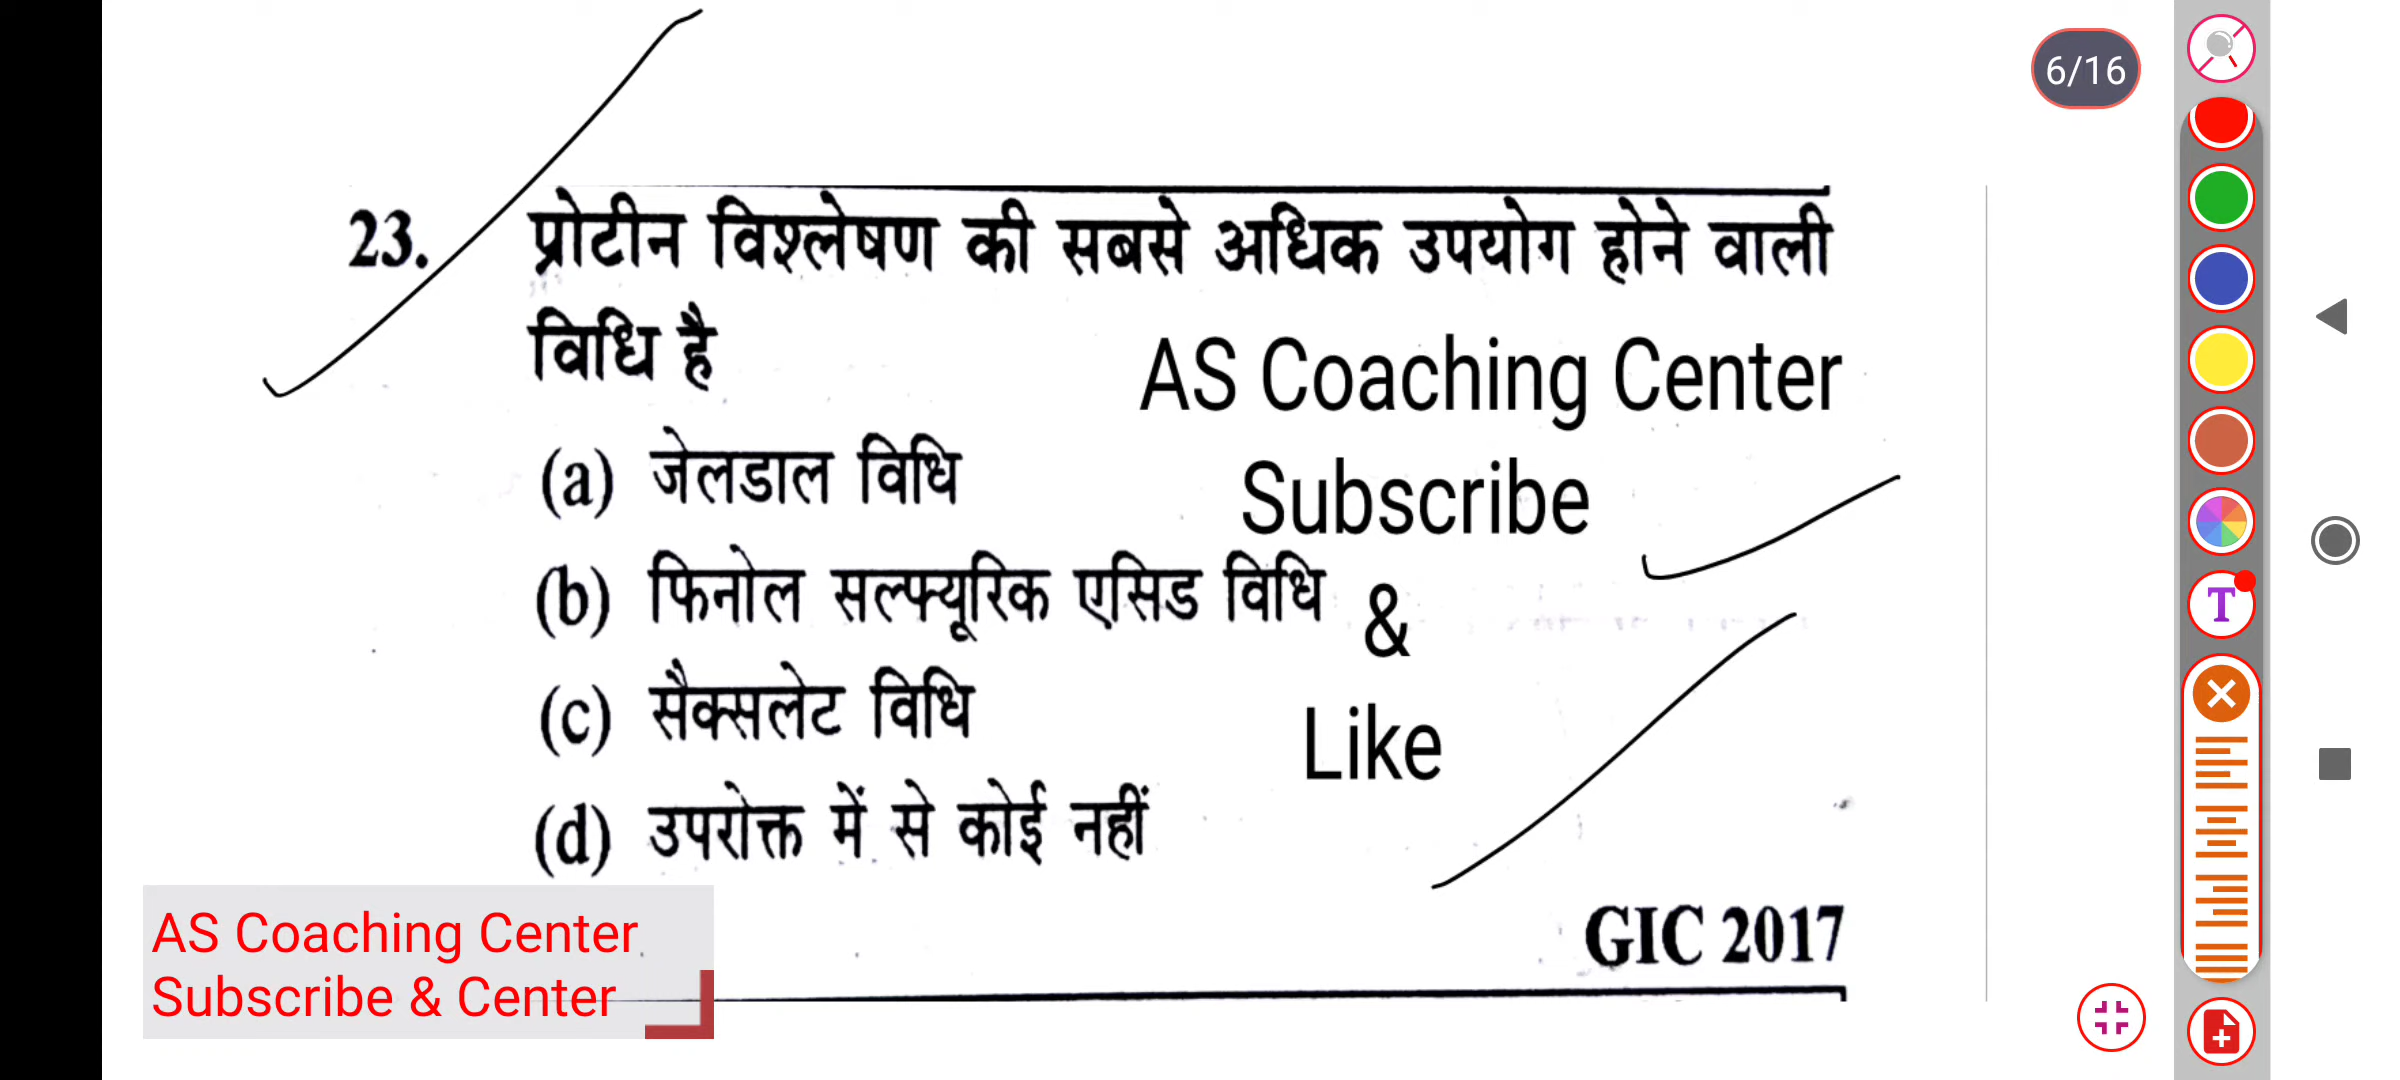 6/16
23. प्रोटीन विश्लेषण की सबसे अधिक उपयोग होने वाली
विधि है
AS Coaching Center
(a) जेलडाल विधि
Subscribe
(b) फिनोल सल्फ्यूरिक एसिड विधि
&
(c) सैक्सलेट विधि
Like
(d) उपरोक्त में से कोई नहीं
GIC 2017
AS Coaching Center
Subscribe & Center
T